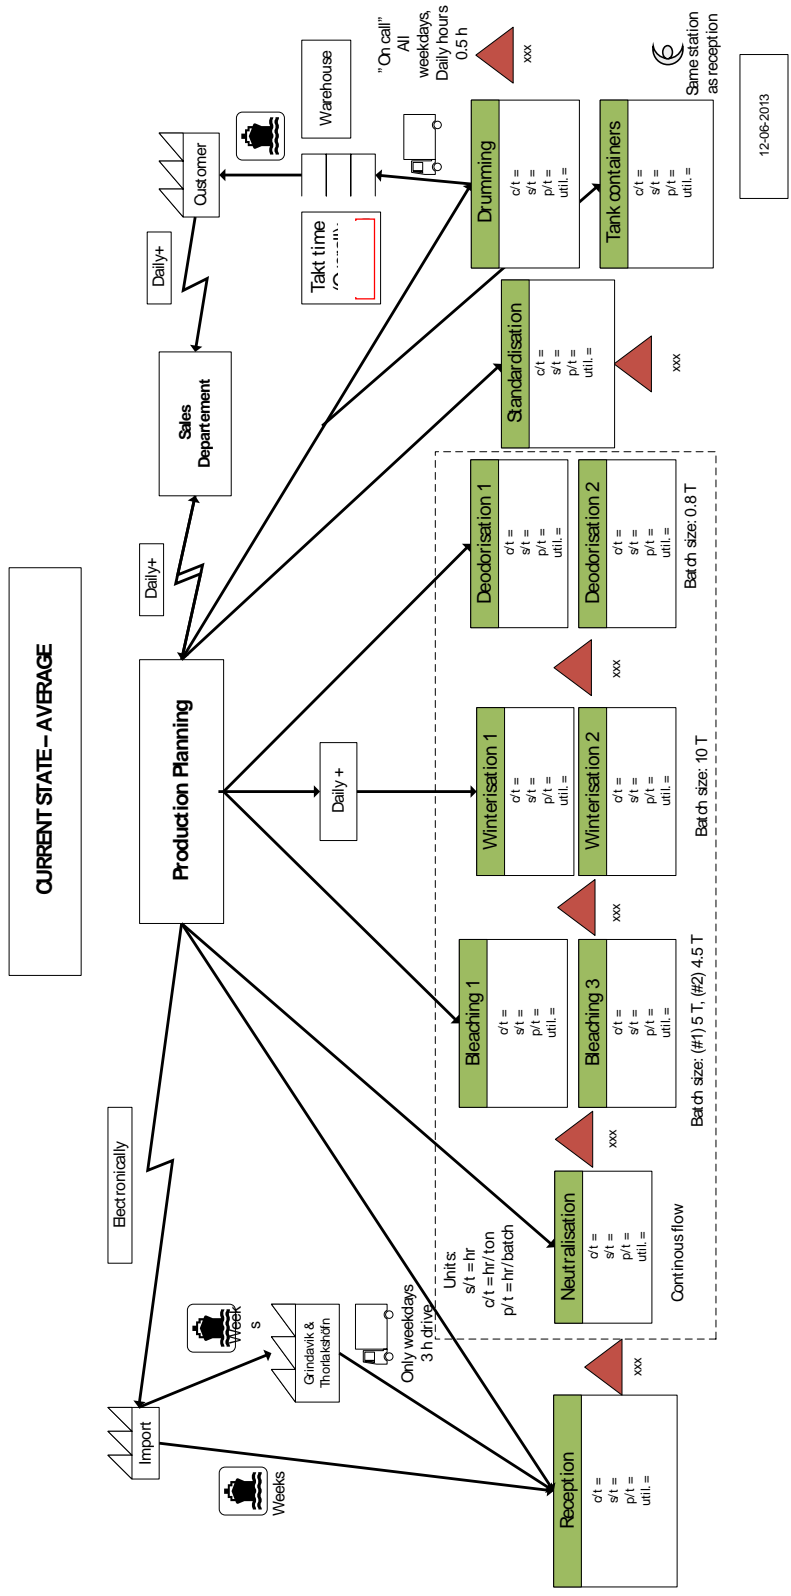 CURRENT STATE – AVERAGE
Import
Electronically
Production Planning
Daily+
Sales
Departement
Daily+
Customer
Weeks
Week
s
Grindavik &
Thorlakshöfn
Only weekdays
3 h drive
Daily +
Takt time
Warehouse
"On call"
All
weekdays,
Daily hours
0.5 h
xxx
Units:
s/t = hr
c/t = hr/ton
p/t = hr/batch
Reception
c/t =
s/t =
p/t =
util. =
xxx
Neutralisation
c/t =
s/t =
p/t =
util. =
Continous flow
xxx
Bleaching 1
c/t =
s/t =
p/t =
util. =
Bleaching 3
c/t =
s/t =
p/t =
util. =
Batch size: (#1) 5 T, (#2) 4.5 T
xxx
Winterisation 1
c/t =
s/t =
p/t =
util. =
Winterisation 2
c/t =
s/t =
p/t =
util. =
Batch size: 10 T
xxx
Deodorisation 1
c/t =
s/t =
p/t =
util. =
Deodorisation 2
c/t =
s/t =
p/t =
util. =
Batch size: 0.8 T
Standardisation
c/t =
s/t =
p/t =
util. =
xxx
Drumming
c/t =
s/t =
p/t =
util. =
Tank containers
c/t =
s/t =
p/t =
util. =
Same station
as reception
12-06-2013